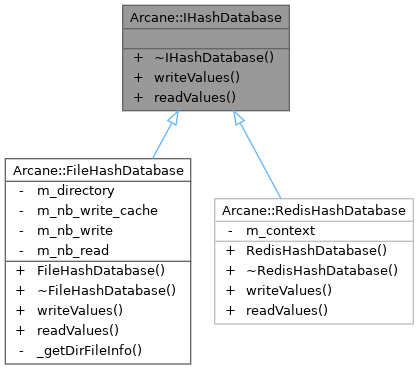 Arcane::IHashDatabase
+ ~IHashDatabase()
+ writeValues()
+ readValues()
Arcane::FileHashDatabase
- m_directory
- m_nb_write_cache
- m_nb_write
- m_nb_read
+ FileHashDatabase()
+ ~FileHashDatabase()
+ writeValues()
+ readValues()
- _getDirFileInfo()
Arcane::RedisHashDatabase
- m_context
+ RedisHashDatabase()
+ ~RedisHashDatabase()
+ writeValues()
+ readValues()